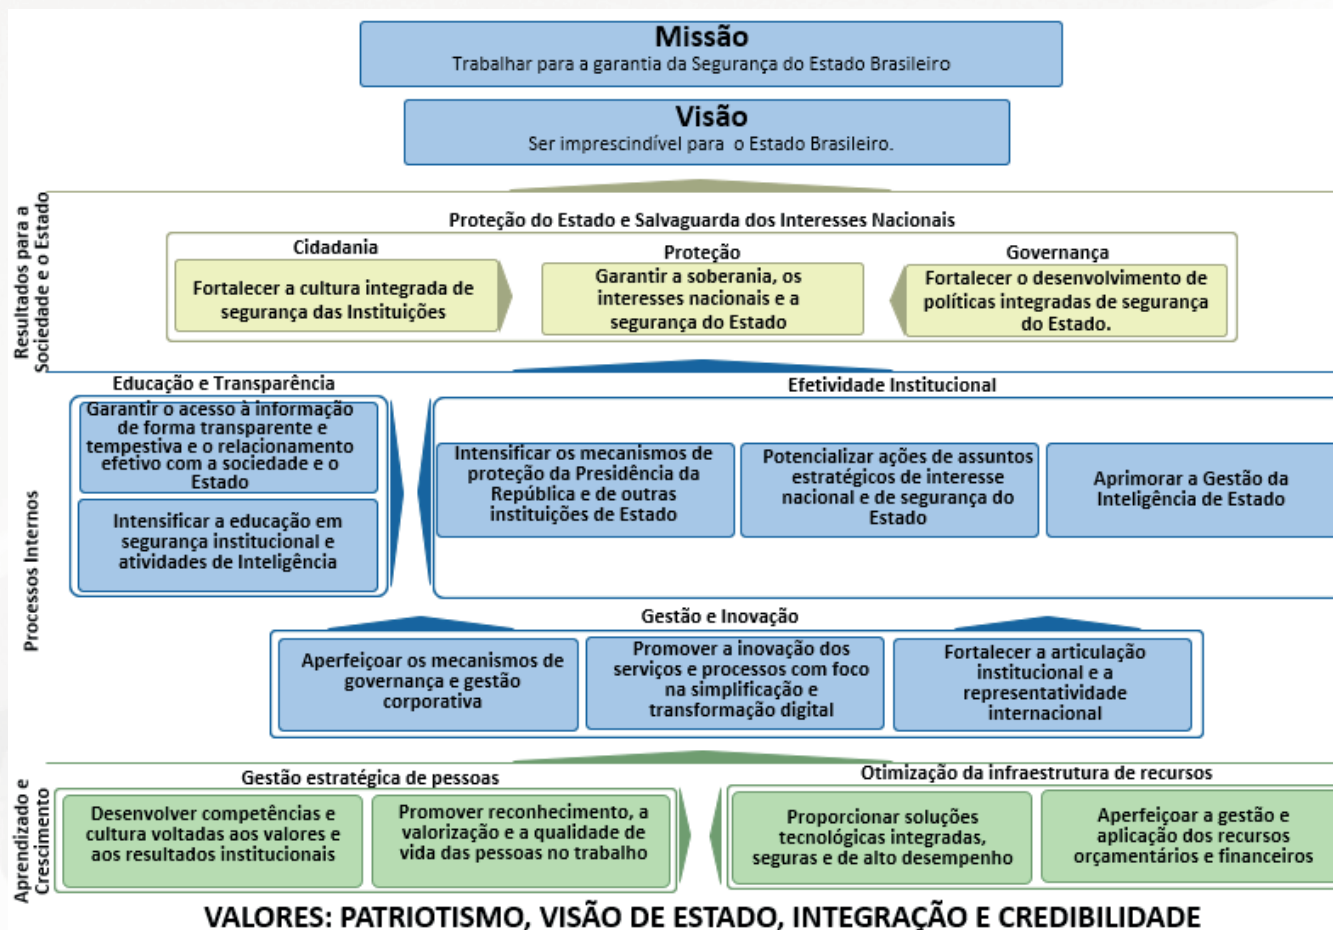 Missão
Trabalhar para a garantia da Segurança do Estado Brasileiro
Visão
Ser imprescindível para o Estado Brasileiro.
Resultados para a
Sociedade e o Estado
Proteção do Estado e Salvaguarda dos Interesses Nacionais
Cidadania
Fortalecer a cultura integrada de
segurança das Instituições
Proteção
Garantir a soberania, os
interesses nacionais e a
segurança do Estado
Governança
Fortalecer o desenvolvimento de
políticas integradas de segurança
do Estado.
Processos Internos
Educação e Transparência
Garantir o acesso à informação
de forma transparente e
tempestiva e o relacionamento
efetivo com a sociedade e o
Estado
Intensificar a educação em
segurança institucional e
atividades de Inteligência
Efetividade Institucional
Intensificar os mecanismos de
proteção da Presidência da
República e de outras
instituições de Estado
Potencializar ações de assuntos
estratégicos de interesse
nacional e de segurança do
Estado
Aprimorar a Gestão da
Inteligência de Estado
Gestão e Inovação
Aperfeiçoar os mecanismos de
governança e gestão
corporativa
Promover a inovação dos
serviços e processos com foco
na simplificação e
transformação digital
Fortalecer a articulação
institucional e a
representatividade
internacional
Aprendizado e
Crescimento
Gestão estratégica de pessoas
Desenvolver competências e
cultura voltadas aos valores e
aos resultados institucionais
Promover reconhecimento, a
valorização e a qualidade de
vida das pessoas no trabalho
Otimização da infraestrutura de recursos
Proporcionar soluções
tecnológicas integradas,
seguras e de alto desempenho
Aperfeiçoar a gestão e
aplicação dos recursos
orçamentários e financeiros
VALORES: PATRIOTISMO, VISÃO DE ESTADO, INTEGRAÇÃO E CREDIBILIDADE